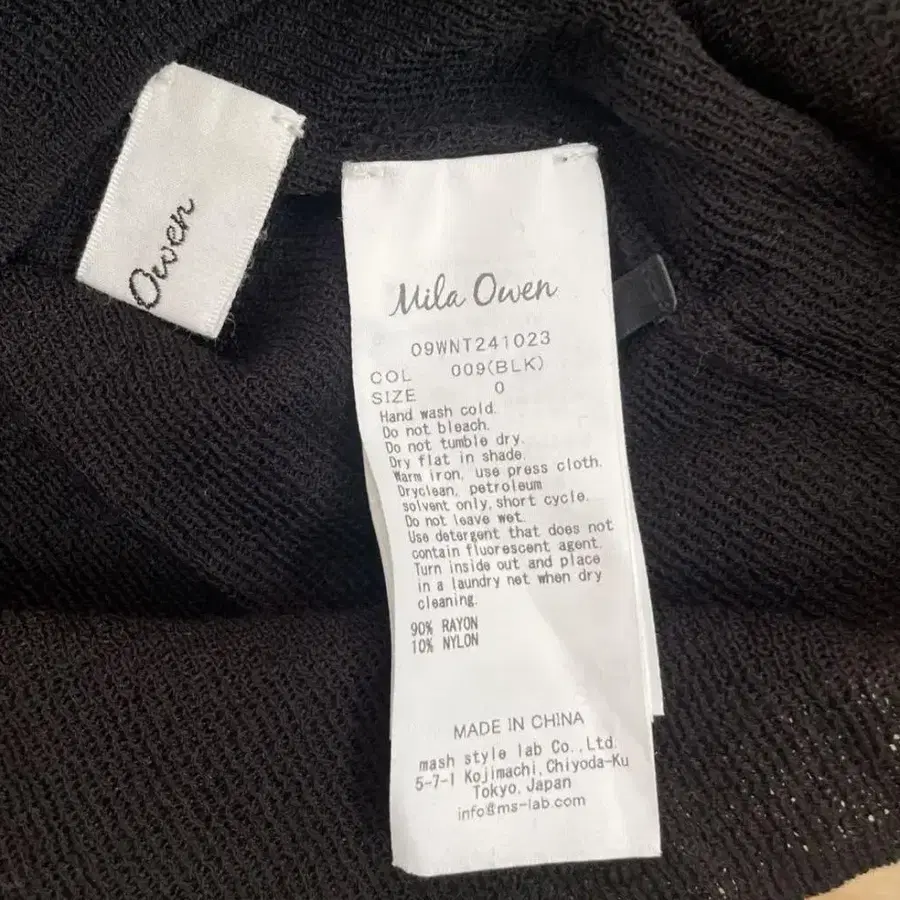 Owen
Mila Owen
09WNT241023
COL 009(BLK)
SIZE 0
Hand wash cold.
Do not bleach.
Do not tumble dry.
Dry flat in shade.
Warm iron, use press cloth.
Dryclean, petroleum
solvent only, short cycle.
Do not leave wet.
Use detergent that does not
contain fluorescent agent.
Turn inside out and place
in a laundry net when dry
cleaning.
90% RAYON
10% NYLON
MADE IN CHINA
mash style lab Co.,Ltd.
5-7-1 Kojimachi,Chiyoda-Ku
Tokyo,Japan
info@ms-lab.com